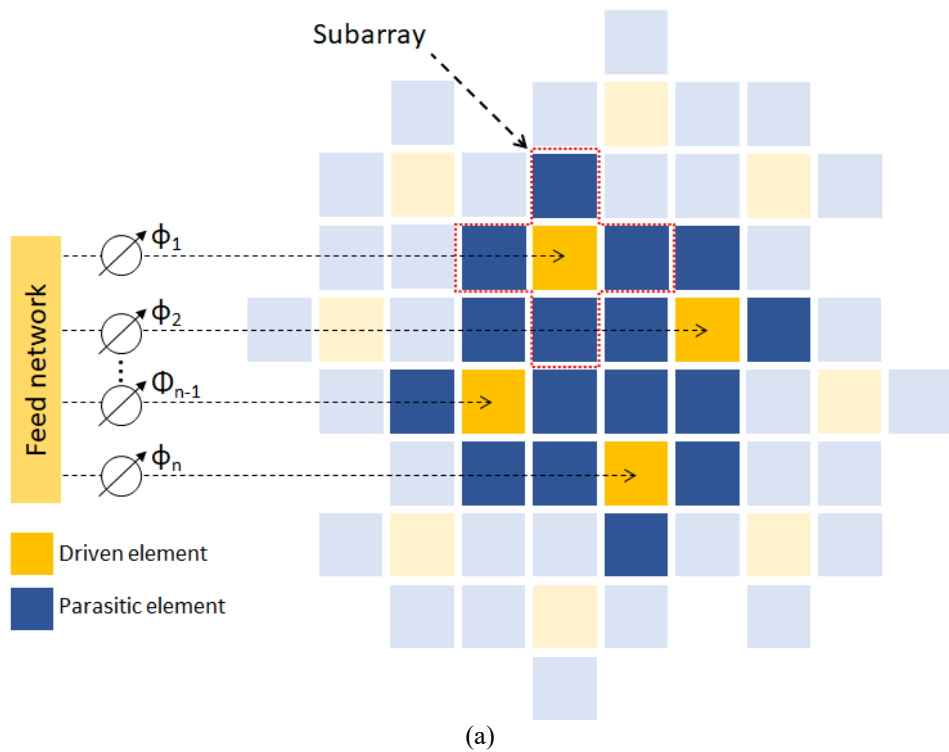 Subarray
Feed network
ϕ1
ϕ2
Φn-1
ϕn
Driven element
Parasitic element
(a)